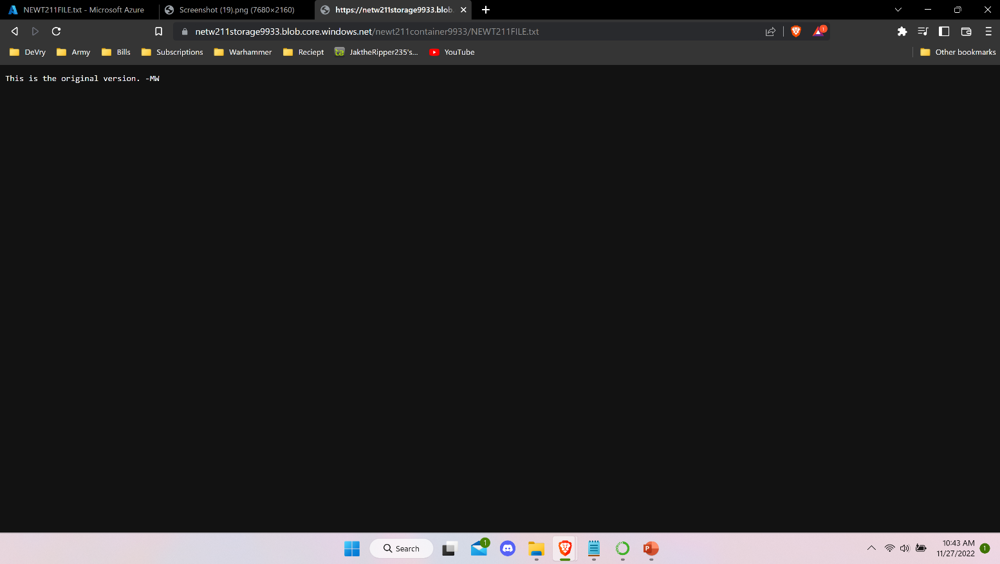 NEWT211FILE.txt - Microsoft Azure
Screenshot (19).png (7680×2160)
https://netw211storage9933.blob.
netw211storage9933.blob.core.windows.net/newt211container9933/NEWT211FILE.txt
1
DeVry
Army
Bills
Subscriptions
Warhammer
Reciept
JaktheRipper235's...
YouTube
Other bookmarks
This is the original version. -MW
Search
1
10:43 AM
11/27/2022
1